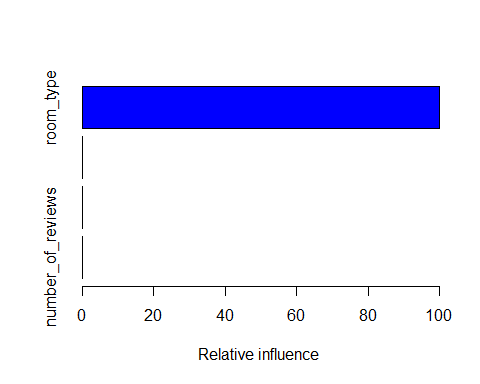 room_type
number_of_reviews
0 20 40 60 80 100
Relative influence